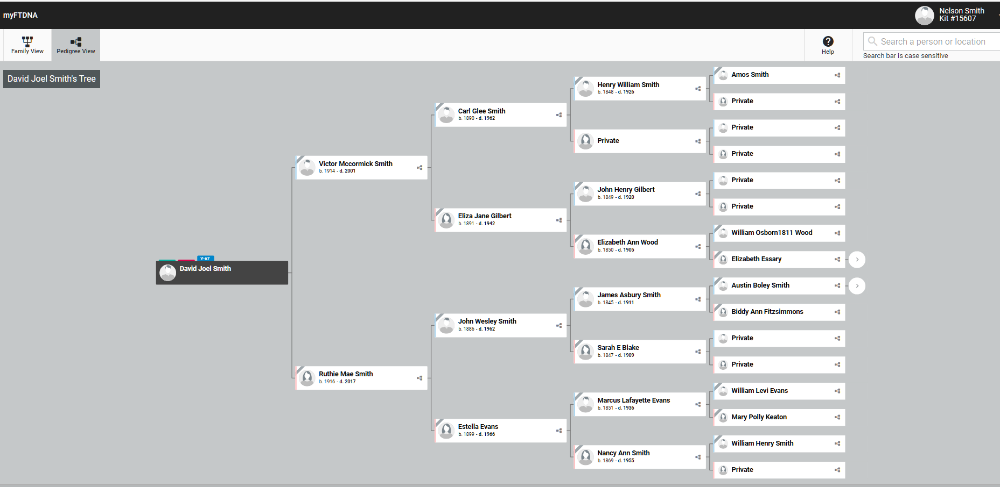 myFTDNA
Nelson Smith
Kit #15607
Family View
Pedigree View
Help
Search a person or location
Search bar is case sensitive
David Joel Smith's Tree
Y-67
David Joel Smith
Victor Mccormick Smith
b. 1914 - d. 2001
Ruthie Mae Smith
b. 1916 - d. 2017
Carl Glee Smith
b. 1890 - d. 1962
Eliza Jane Gilbert
b. 1891 - d. 1942
John Wesley Smith
b. 1886 - d. 1962
Estella Evans
b. 1899 - d. 1966
Henry William Smith
b. 1848 - d. 1926
Private
John Henry Gilbert
b. 1849 - d. 1920
Elizabeth Ann Wood
b. 1850 - d. 1905
James Asbury Smith
b. 1845 - d. 1911
Sarah E Blake
b. 1847 - d. 1909
Marcus Lafayette Evans
b. 1851 - d. 1936
Nancy Ann Smith
b. 1869 - d. 1955
Amos Smith
Private
Private
Private
Private
Private
William Osborn1811 Wood
Elizabeth Essary
Austin Boley Smith
Biddy Ann Fitzsimmons
Private
Private
William Levi Evans
Mary Polly Keaton
William Henry Smith
Private